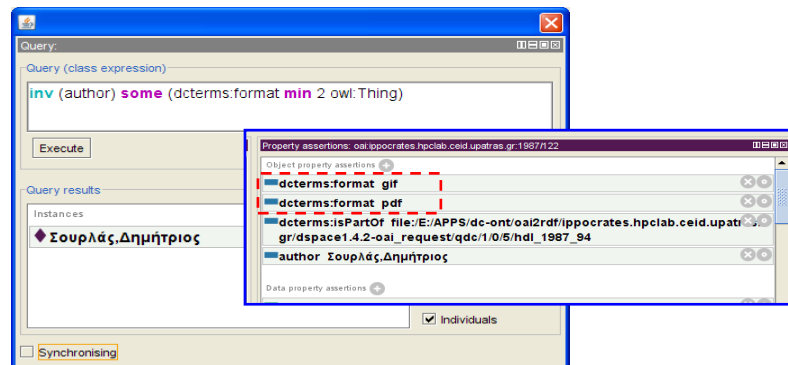 Query:
Query (class expression)
inv (author) some (dcterms:format min 2 owl:Thing)
Execute
Query results
Instances
Σουρλάς,Δημήτριος
Individuals
Synchronising
Property assertions: oai:ippocrates.hpclab.ceid.upatras.gr:1987/122
Object property assertions
dcterms:format gif
dcterms:format pdf
dcterms:isPartOf file:/E:/APPS/dc-ont/oai2rdf/ippocrates.hpclab.ceid.upatras.
gr/dspace1.4.2-oai_request/qdc/1/0/5/hdl_1987_94
author Σουρλάς,Δημήτριος
Data property assertions